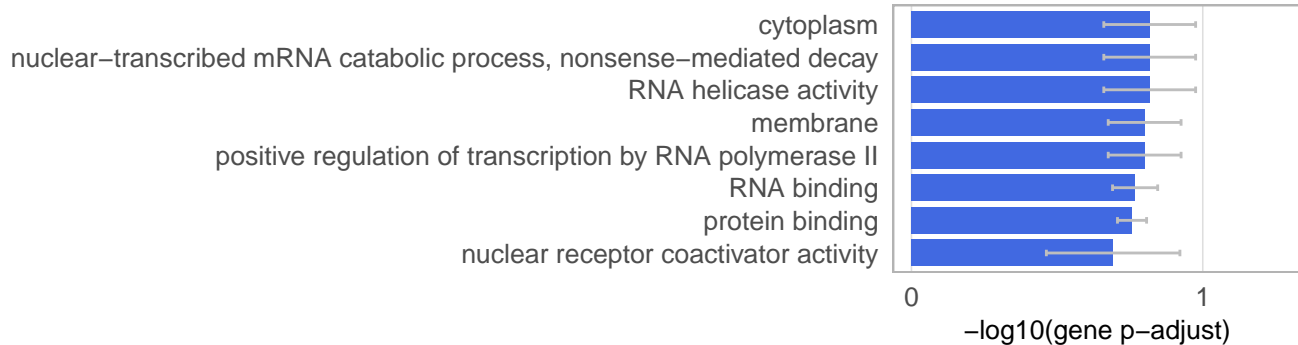 cytoplasm
nuclear−transcribed mRNA catabolic process, nonsense−mediated decay
RNA helicase activity
membrane
positive regulation of transcription by RNA polymerase II
RNA binding
protein binding
nuclear receptor coactivator activity
0 1
−log10(gene p−adjust)